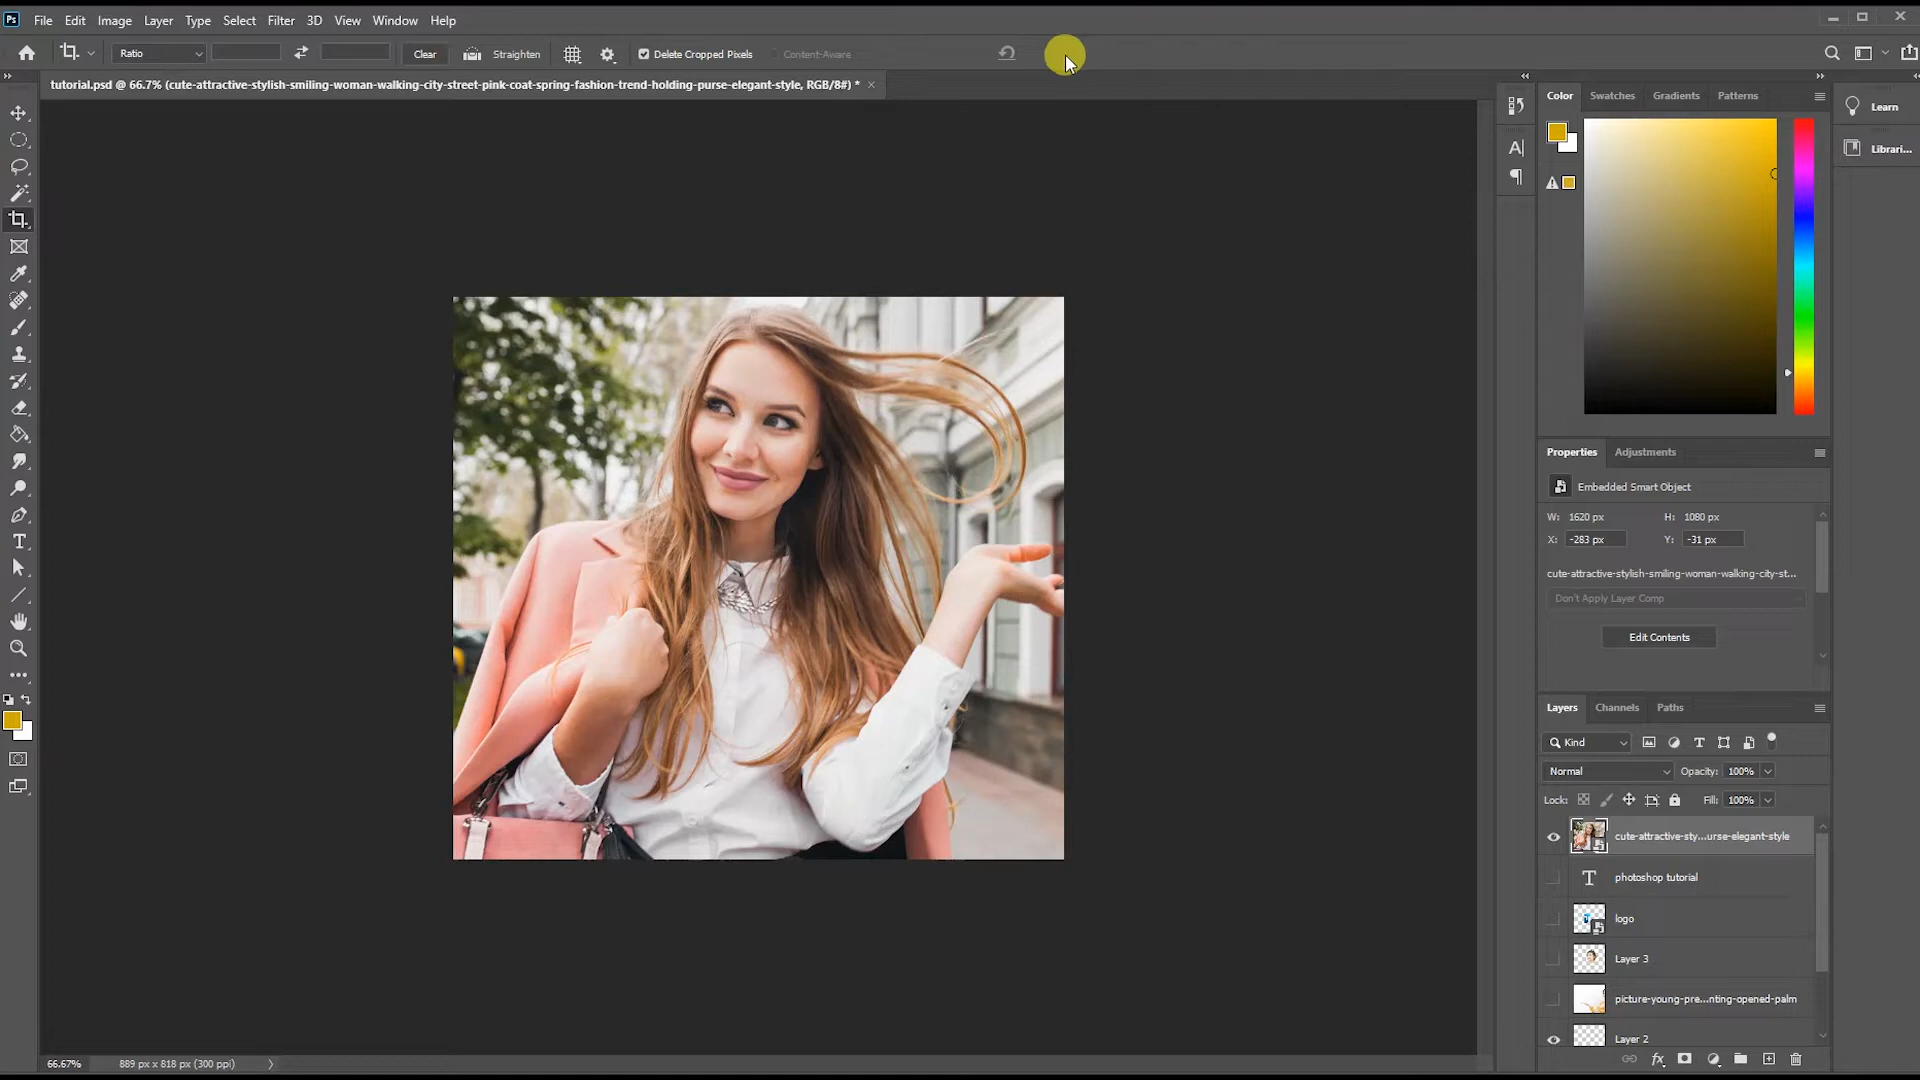 Ps File Edit Image Layer Type Select Filter 3D View Window Help
Ratio Clear Straighten Delete Cropped Pixels Content-Aware
tutorial.psd @ 66.7% (cute-attractive-stylish-smiling-woman-walking-city-street-pink-coat-spring-fashion-trend-holding-purse-elegant-style, RGB/8#) *
Color Swatches Gradients Patterns
Learn
Librari...
Properties Adjustments
Embedded Smart Object
W: 1620 px H: 1080 px
X: -283 px Y: -31 px
cute-attractive-stylish-smiling-woman-walking-city-st...
Don't Apply Layer Comp
Edit Contents
Layers Channels Paths
Kind
Normal Opacity: 100%
Lock: Fill: 100%
cute-attractive-sty...urse-elegant-style
photoshop tutorial
logo
Layer 3
picture-young-pre...nting-opened-palm
Layer 2
fx
66.67% 889 px x 818 px (300 ppi)